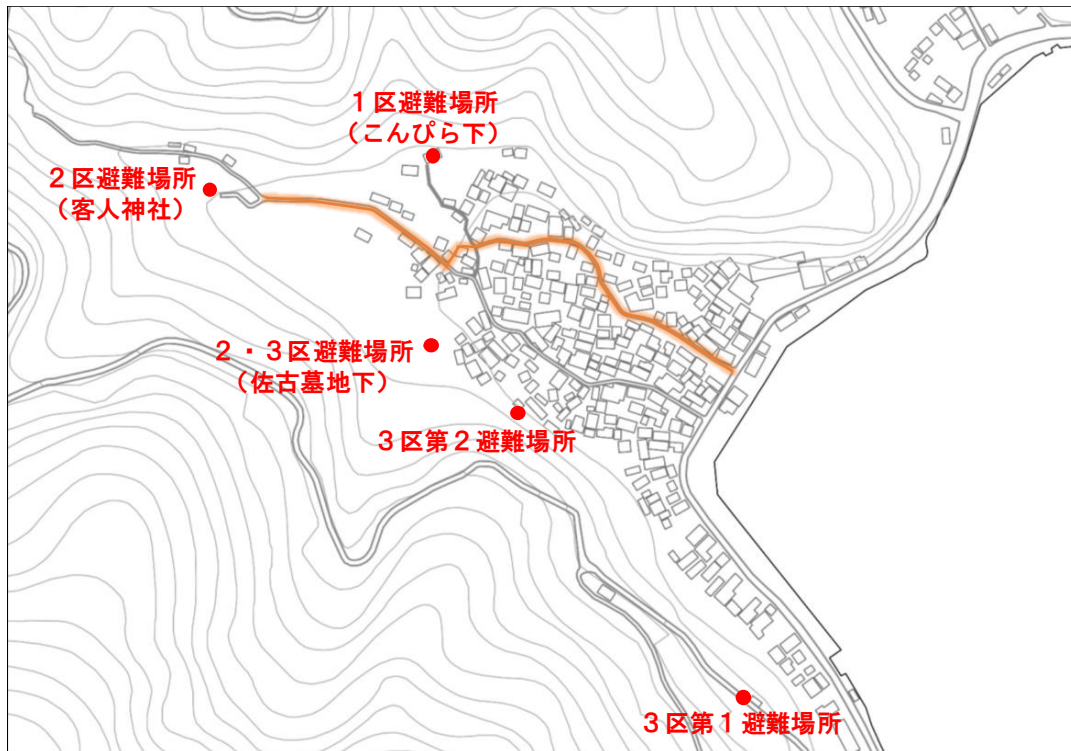 １区避難場所
（こんぴら下）
２区避難場所
（客人神社）
２・３区避難場所
（佐古墓地下）
３区第２避難場所
３区第１避難場所